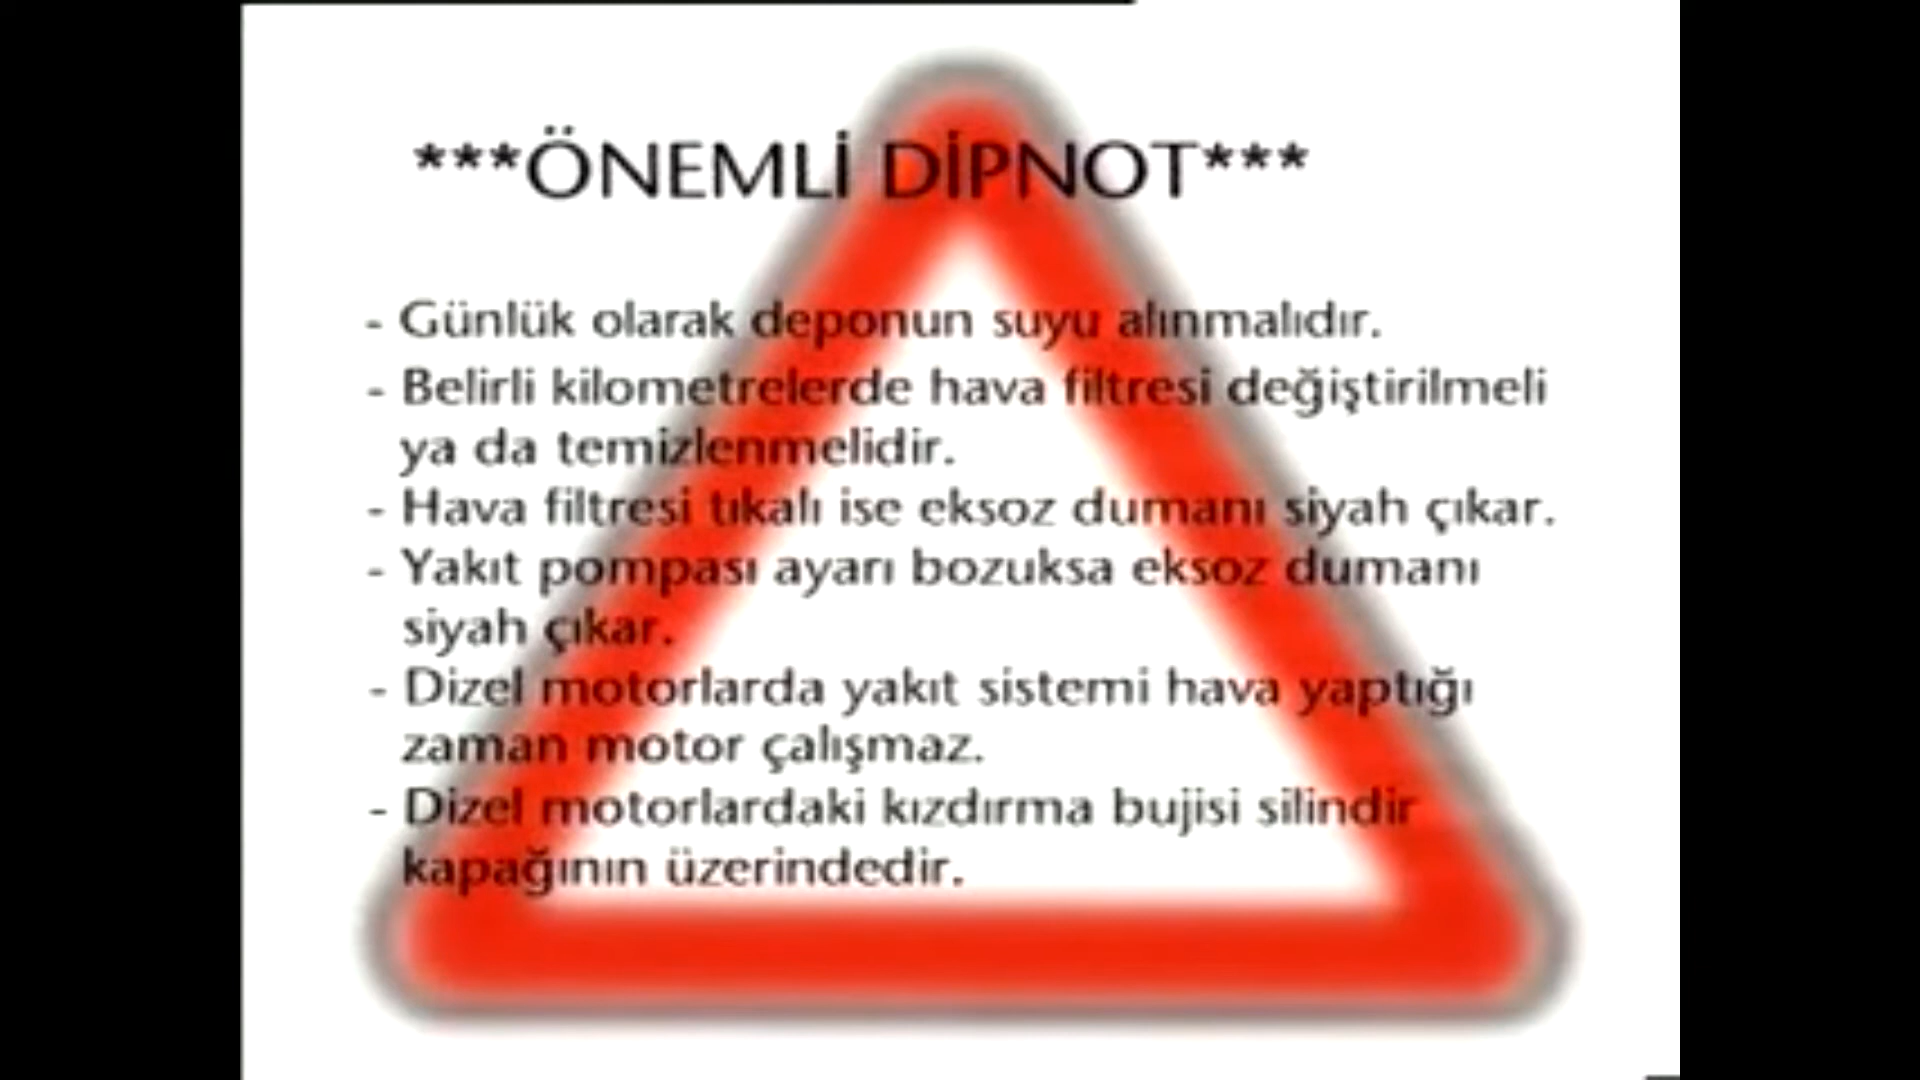 ***ÖNEMLİ DİPNOT***
- Günlük olarak deponun suyu alınmalıdır.
- Belirli kilometrelerde hava filtresi değiştirilmeli
ya da temizlenmelidir.
- Hava filtresi tıkalı ise eksoz dumanı siyah çıkar.
- Yakıt pompası ayarı bozuksa eksoz dumanı
siyah çıkar.
- Dizel motorlarda yakıt sistemi hava yaptığı
zaman motor çalışmaz.
- Dizel motorlardaki kızdırma bujisi silindir
kapağının üzerindedir.